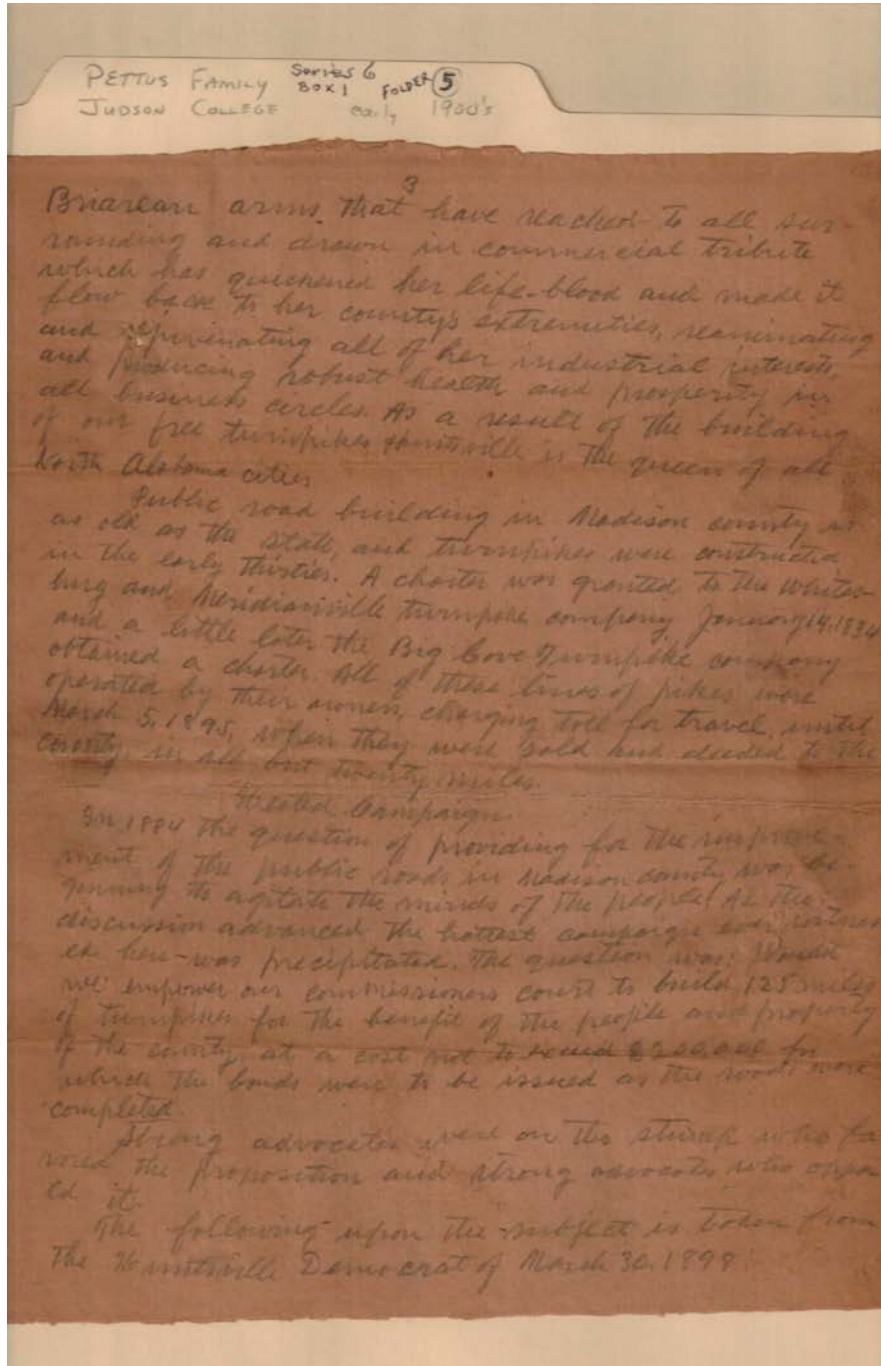 PETTUS FAMILY Series 6 BOX 1 FOLDER 5
JUDSON COLLEGE early 1900's
3
Briarean arms that have reached to all sur-
rounding and drawn in commercial tribute
which has quickened her life-blood and made it
flow back to her county's extremities, reanimating
and rejuvenating all of her industrial interests,
and producing robust health and prosperity in
all business circles. As a result of the building
of our free turnpikes Huntsville is the queen of all
North Alabama cities
Public road building in Madison county is
as old as the state, and turnpikes were constructed
in the early thirties. A charter was granted to the Whites-
burg and Meridianville turnpike company January 14, 1834
and a little later the Big Cove Turnpike company
obtained a charter. All of these lines of pikes were
operated by their owners, charging toll for travel, until
March 5, 1895, when they were sold and deeded to the
county, in all but twenty miles.
Heated Campaign.
In 1894 the question of providing for the improve-
ment of the public roads in Madison county was be-
ginning to agitate the minds of the people. As the
discussion advanced the hottest campaign ever witness
ed here was precipitated. The question was: Would
we empower our commissioners court to build 125 miles
of turnpikes for the benefit of the people and property
of the county, at a cost not to exceed $200,000 for
which the bonds were to be issued as the roads were
completed.
Strong advocates were on the stump who fa
vored the proposition and strong advocates who oppos
ed it.
The following upon the subject is taken from
The Huntsville Democrat of March 30, 1898